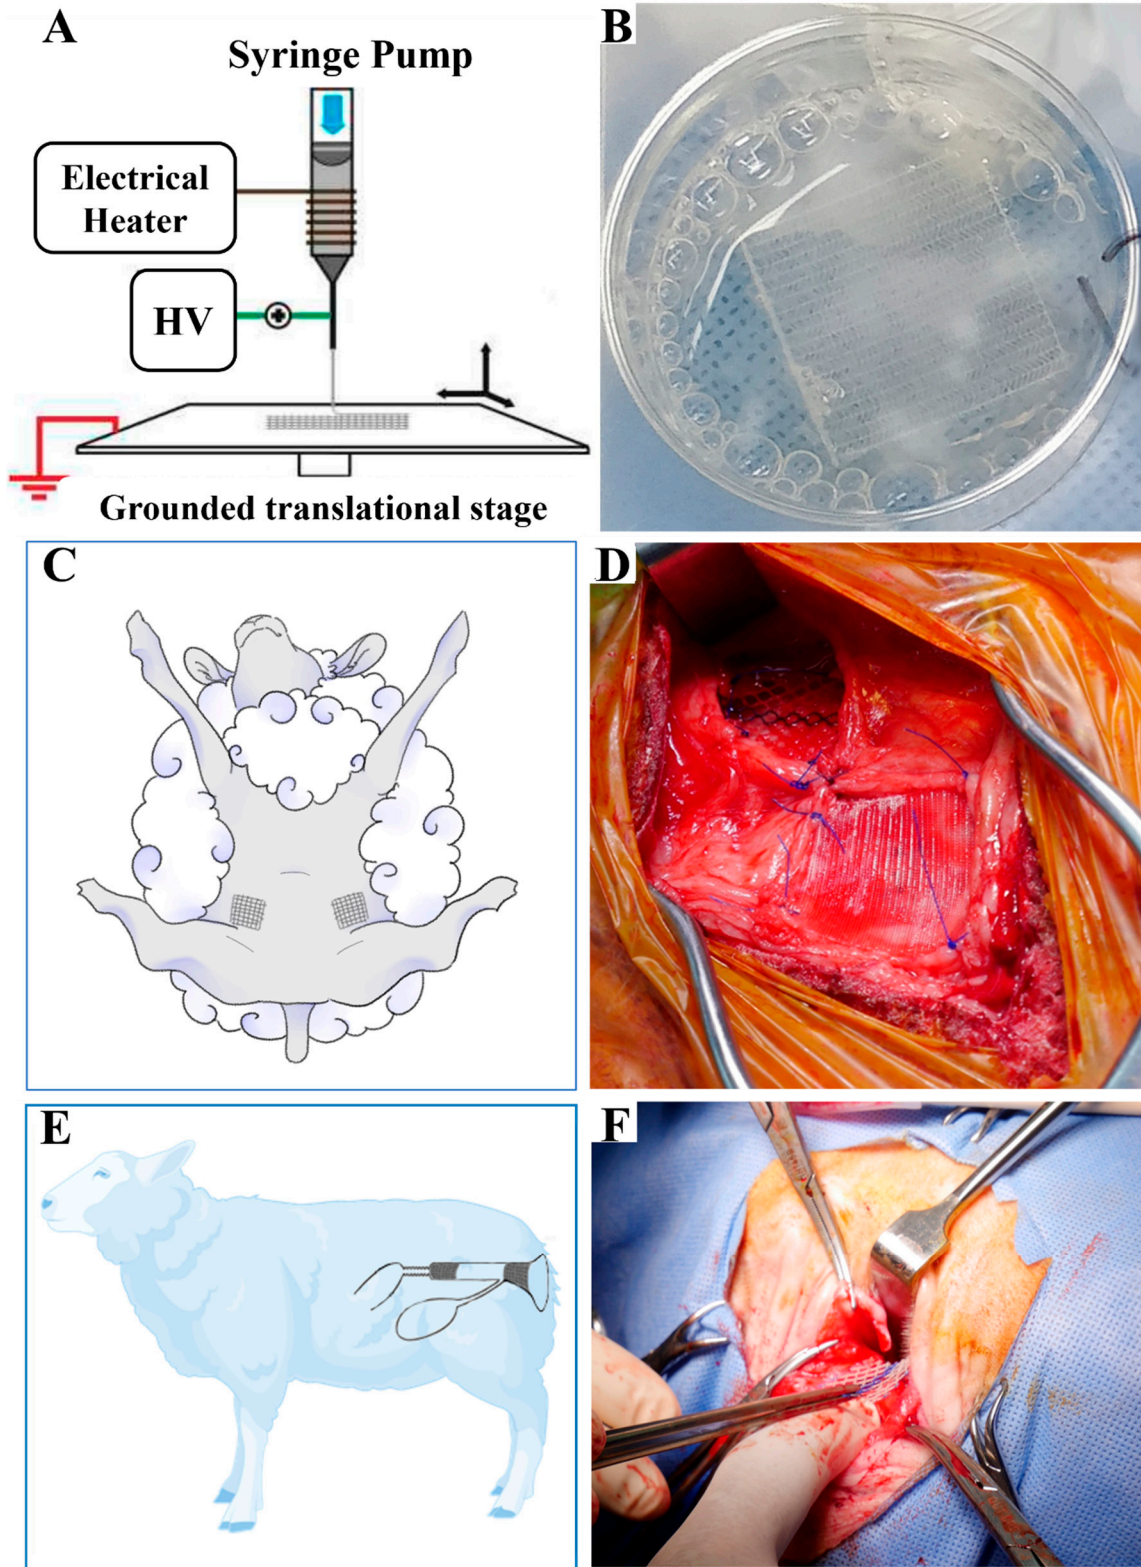 A
Syringe Pump
Electrical
Heater
HV
Grounded translational stage
B
C
D
E
F